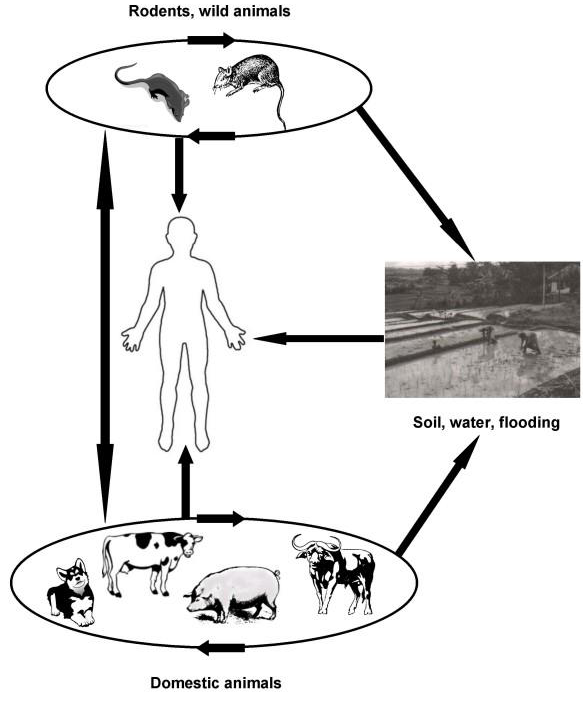 Rodents, wild animals
Soil, water, flooding
Domestic animals